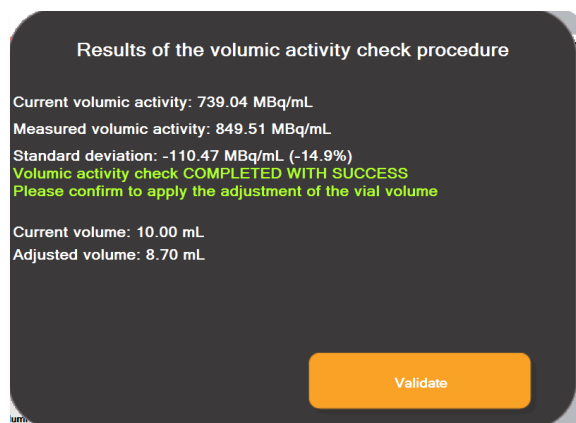 Results of the volumic activity check procedure
Current volumic activity: 739.04 MBq/mL
Measured volumic activity: 849.51 MBq/mL
Standard deviation: -110.47 MBq/mL (-14.9%)
Volumic activity check COMPLETED WITH SUCCESS
Please confirm to apply the adjustment of the vial volume
Current volume: 10.00 mL
Adjusted volume: 8.70 mL
Validate